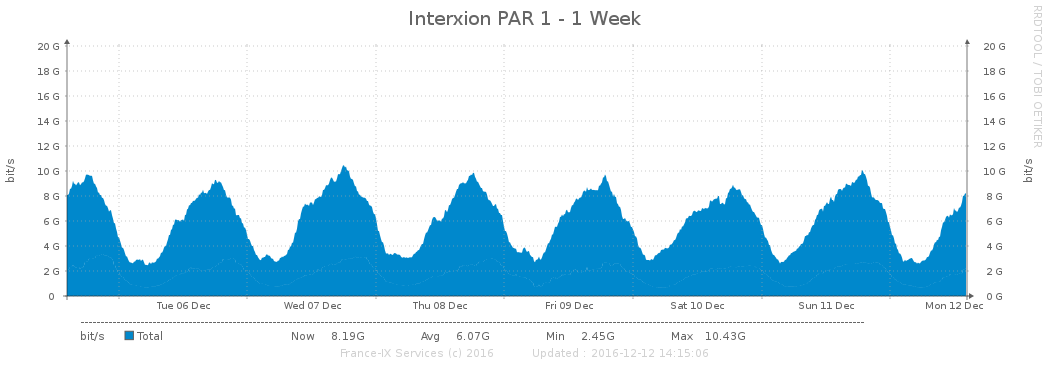 Interxion PAR 1 - 1 Week
RRDTOOL / TOBI OETIKER
20 G 20 G
18 G 18 G
16 G 16 G
14 G 14 G
12 G 12 G
10 G 10 G
8 G 8 G
6 G 6 G
4 G 4 G
2 G 2 G
0 0 G
bit/s
bit/s
Tue 06 Dec Wed 07 Dec Thu 08 Dec Fri 09 Dec Sat 10 Dec Sun 11 Dec Mon 12 Dec
bit/s Total Now 8.19G Avg 6.07G Min 2.45G Max 10.43G
France-IX Services (c) 2016 Updated : 2016-12-12 14:15:06